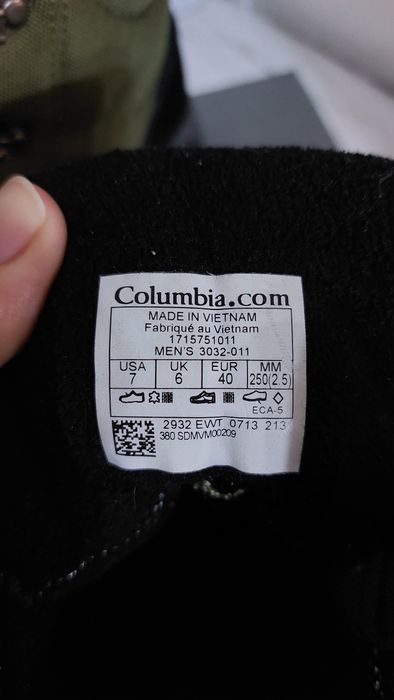 Columbia.com
MADE IN VIETNAM
Fabriqué au Vietnam
1715751011
MEN'S 3032-011
USA UK EUR MM
7 6 40 250(2.5)
ECA-5
2932 EWT 0713 213
380 SDMVM00209